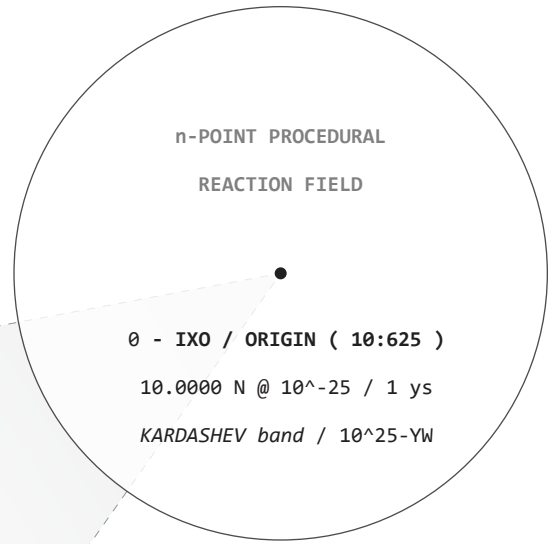 n-POINT PROCEDURAL
REACTION FIELD
0 - IXO / ORIGIN ( 10:625 )
10.0000 N @ 10^-25 / 1 ys
KARDASHEV band / 10^25-YW